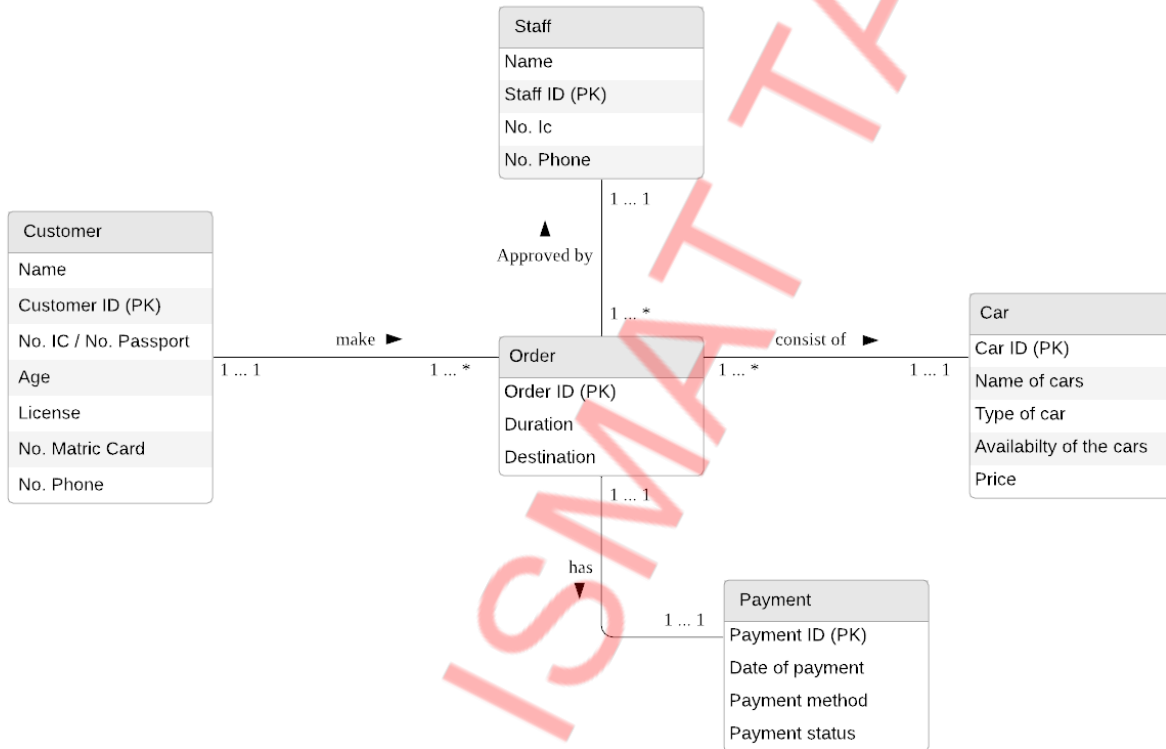 Staff
Name
Staff ID (PK)
No. Ic
No. Phone
1 ... 1
Approved by
1 ... *
Customer
Name
Customer ID (PK)
No. IC / No. Passport
Age
License
No. Matric Card
No. Phone
1 ... 1
make
1 ... *
Order
Order ID (PK)
Duration
Destination
1 ... *
consist of
1 ... 1
Car
Car ID (PK)
Name of cars
Type of car
Availabilty of the cars
Price
1 ... 1
has
1 ... 1
Payment
Payment ID (PK)
Date of payment
Payment method
Payment status
ISMAT TA